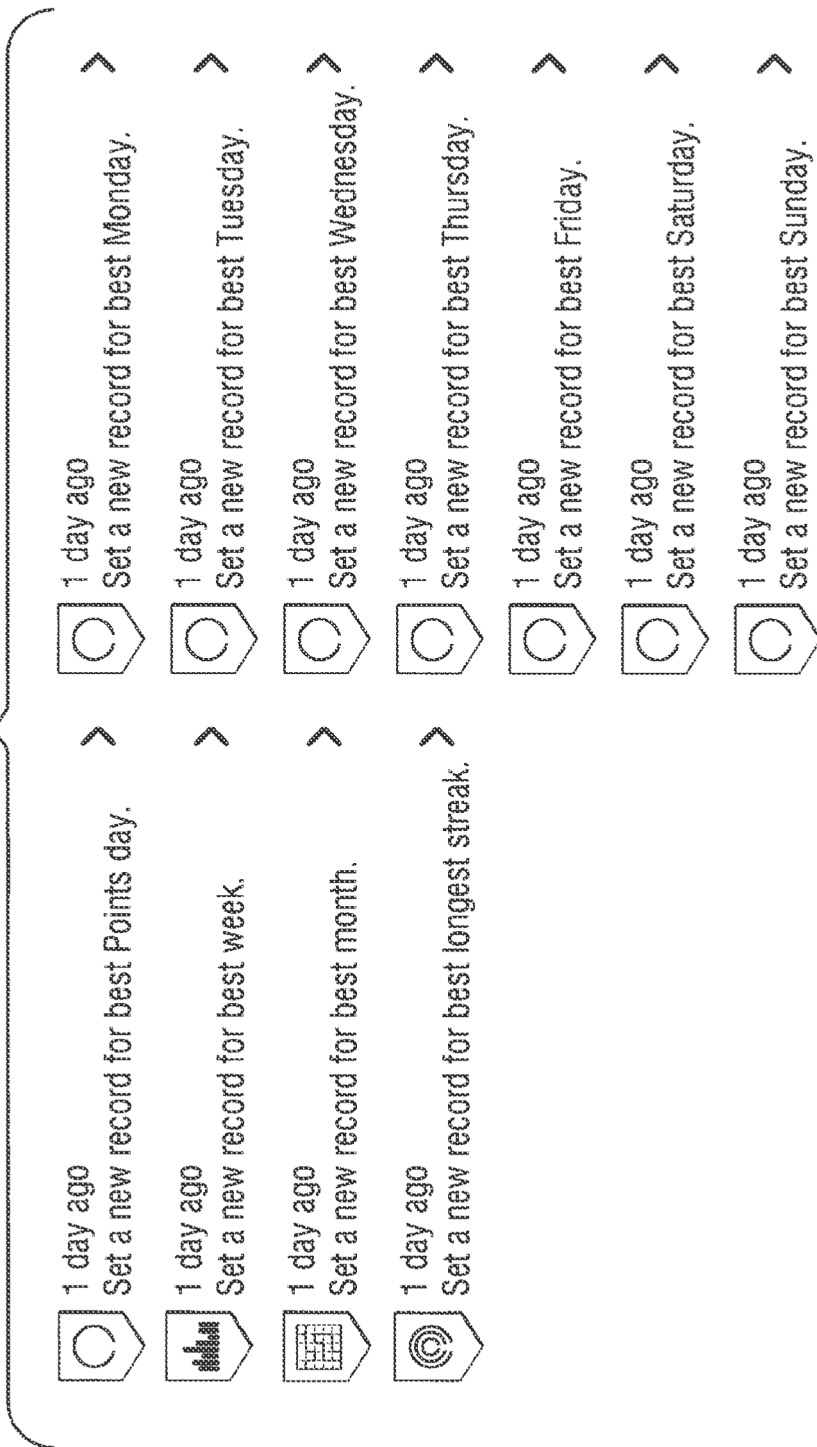 1 day ago
Set a new record for best Points day.
1 day ago
Set a new record for best week.
1 day ago
Set a new record for best month.
1 day ago
Set a new record for best longest streak.
1 day ago
Set a new record for best Monday.
1 day ago
Set a new record for best Tuesday.
1 day ago
Set a new record for best Wednesday.
1 day ago
Set a new record for best Thursday.
1 day ago
Set a new record for best Friday.
1 day ago
Set a new record for best Saturday.
1 day ago
Set a new record for best Sunday.